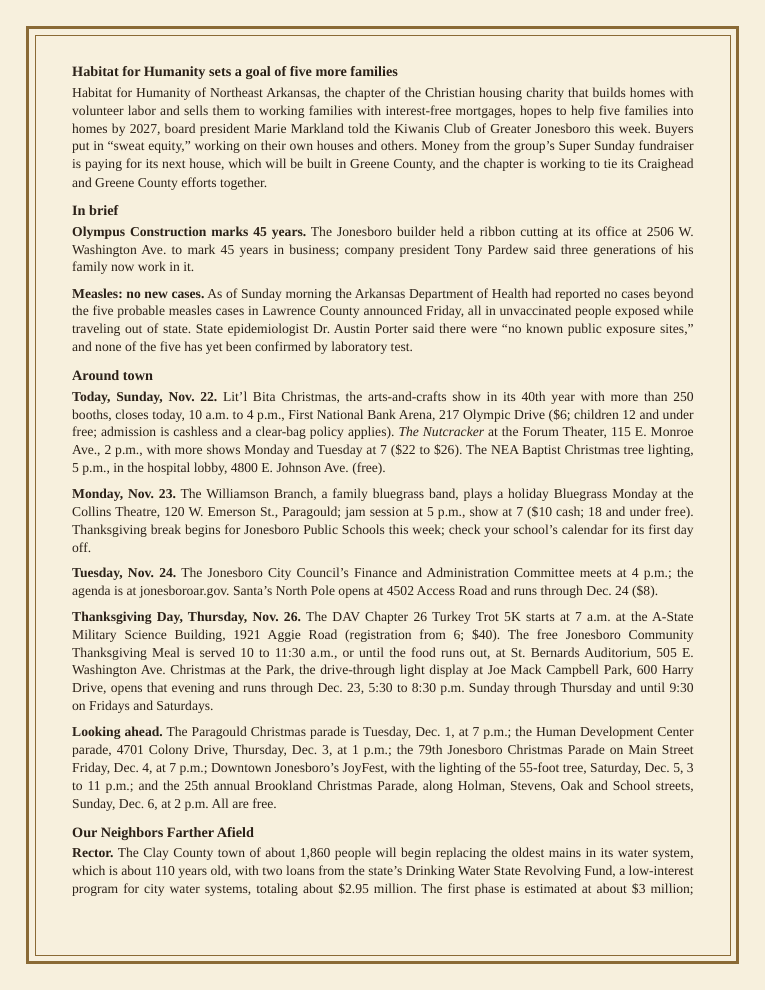 Habitat for Humanity sets a goal of five more families
Habitat for Humanity of Northeast Arkansas, the chapter of the Christian housing charity that builds homes with
volunteer labor and sells them to working families with interest-free mortgages, hopes to help five families into
homes by 2027, board president Marie Markland told the Kiwanis Club of Greater Jonesboro this week. Buyers
put in “sweat equity,” working on their own houses and others. Money from the group’s Super Sunday fundraiser
is paying for its next house, which will be built in Greene County, and the chapter is working to tie its Craighead
and Greene County efforts together.
In brief
Olympus Construction marks 45 years. The Jonesboro builder held a ribbon cutting at its office at 2506 W.
Washington Ave. to mark 45 years in business; company president Tony Pardew said three generations of his
family now work in it.
Measles: no new cases. As of Sunday morning the Arkansas Department of Health had reported no cases beyond
the five probable measles cases in Lawrence County announced Friday, all in unvaccinated people exposed while
traveling out of state. State epidemiologist Dr. Austin Porter said there were “no known public exposure sites,”
and none of the five has yet been confirmed by laboratory test.
Around town
Today, Sunday, Nov. 22. Lit’l Bita Christmas, the arts-and-crafts show in its 40th year with more than 250
booths, closes today, 10 a.m. to 4 p.m., First National Bank Arena, 217 Olympic Drive ($6; children 12 and under
free; admission is cashless and a clear-bag policy applies). The Nutcracker at the Forum Theater, 115 E. Monroe
Ave., 2 p.m., with more shows Monday and Tuesday at 7 ($22 to $26). The NEA Baptist Christmas tree lighting,
5 p.m., in the hospital lobby, 4800 E. Johnson Ave. (free).
Monday, Nov. 23. The Williamson Branch, a family bluegrass band, plays a holiday Bluegrass Monday at the
Collins Theatre, 120 W. Emerson St., Paragould; jam session at 5 p.m., show at 7 ($10 cash; 18 and under free).
Thanksgiving break begins for Jonesboro Public Schools this week; check your school’s calendar for its first day
off.
Tuesday, Nov. 24. The Jonesboro City Council’s Finance and Administration Committee meets at 4 p.m.; the
agenda is at jonesboroar.gov. Santa’s North Pole opens at 4502 Access Road and runs through Dec. 24 ($8).
Thanksgiving Day, Thursday, Nov. 26. The DAV Chapter 26 Turkey Trot 5K starts at 7 a.m. at the A-State
Military Science Building, 1921 Aggie Road (registration from 6; $40). The free Jonesboro Community
Thanksgiving Meal is served 10 to 11:30 a.m., or until the food runs out, at St. Bernards Auditorium, 505 E.
Washington Ave. Christmas at the Park, the drive-through light display at Joe Mack Campbell Park, 600 Harry
Drive, opens that evening and runs through Dec. 23, 5:30 to 8:30 p.m. Sunday through Thursday and until 9:30
on Fridays and Saturdays.
Looking ahead. The Paragould Christmas parade is Tuesday, Dec. 1, at 7 p.m.; the Human Development Center
parade, 4701 Colony Drive, Thursday, Dec. 3, at 1 p.m.; the 79th Jonesboro Christmas Parade on Main Street
Friday, Dec. 4, at 7 p.m.; Downtown Jonesboro’s JoyFest, with the lighting of the 55-foot tree, Saturday, Dec. 5, 3
to 11 p.m.; and the 25th annual Brookland Christmas Parade, along Holman, Stevens, Oak and School streets,
Sunday, Dec. 6, at 2 p.m. All are free.
Our Neighbors Farther Afield
Rector. The Clay County town of about 1,860 people will begin replacing the oldest mains in its water system,
which is about 110 years old, with two loans from the state’s Drinking Water State Revolving Fund, a low-interest
program for city water systems, totaling about $2.95 million. The first phase is estimated at about $3 million;